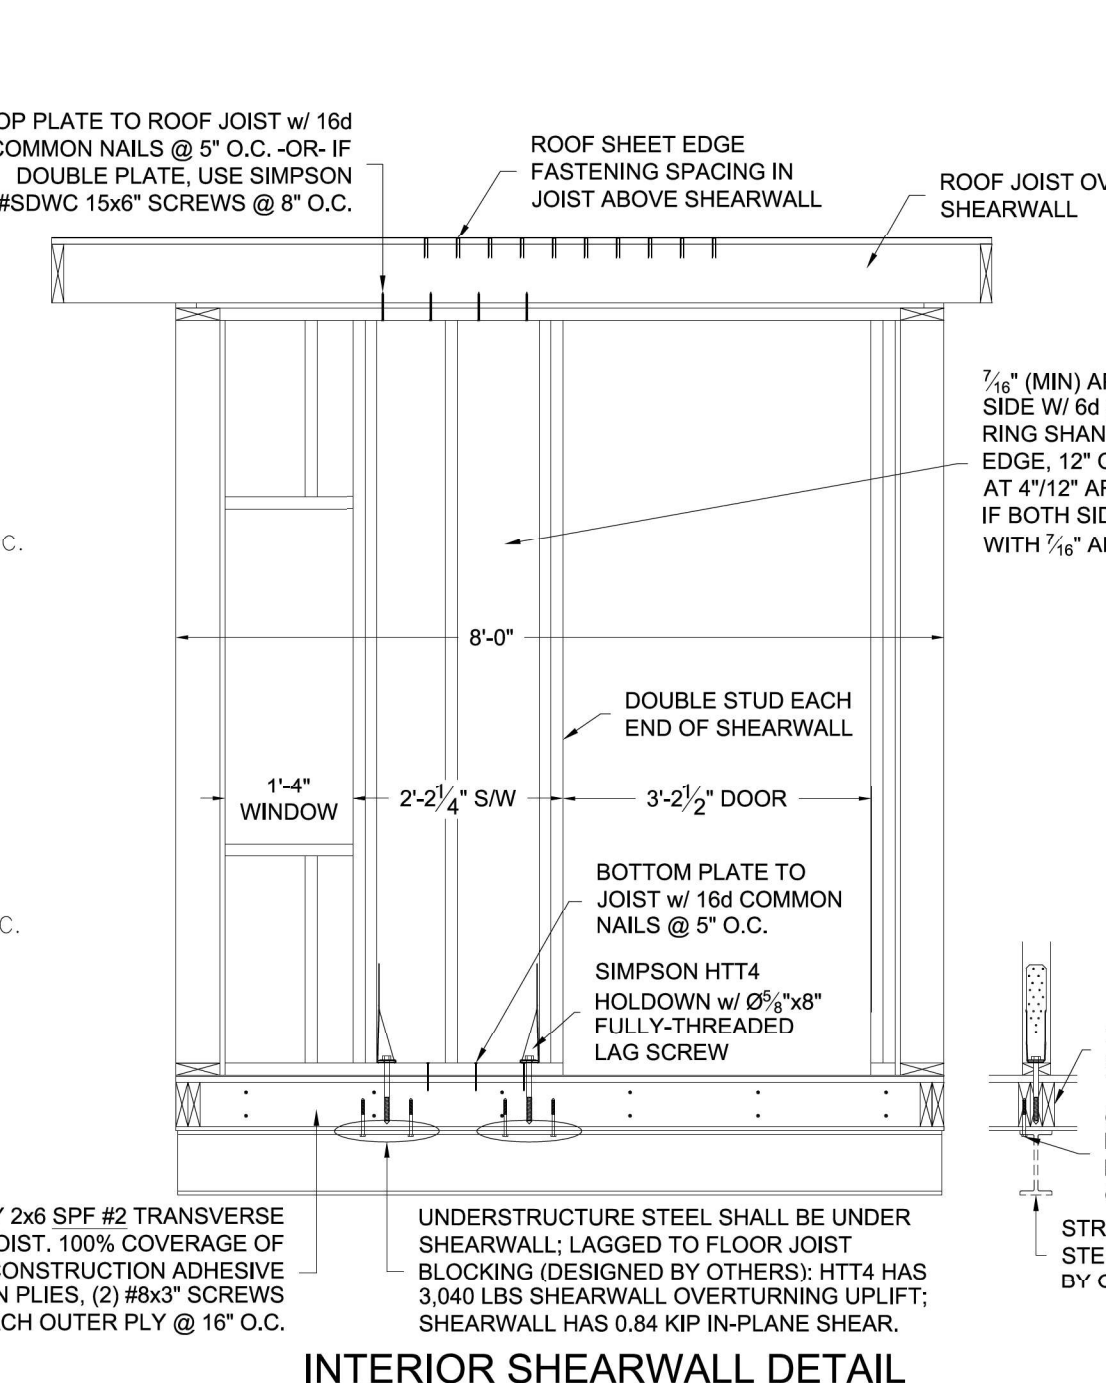 OP PLATE TO ROOF JOIST w/ 16d
COMMON NAILS @ 5" O.C. -OR- IF
DOUBLE PLATE, USE SIMPSON
#SDWC 15x6" SCREWS @ 8" O.C.
ROOF SHEET EDGE
FASTENING SPACING IN
JOIST ABOVE SHEARWALL
ROOF JOIST OV
SHEARWALL
7/16" (MIN) A
SIDE W/ 6d
RING SHAN
EDGE, 12" O
AT 4"/12" A
IF BOTH SID
WITH 7/16" A
C.
8'-0"
DOUBLE STUD EACH
END OF SHEARWALL
1'-4"
WINDOW
2'-2 1/4" S/W
3'-2 1/2" DOOR
BOTTOM PLATE TO
JOIST w/ 16d COMMON
NAILS @ 5" O.C.
C.
SIMPSON HTT4
HOLDOWN w/ Ø5/8"x8"
FULLY-THREADED
LAG SCREW
Y 2x6 SPF #2 TRANSVERSE
OIST. 100% COVERAGE OF
CONSTRUCTION ADHESIVE
N PLIES, (2) #8x3" SCREWS
ACH OUTER PLY @ 16" O.C.
UNDERSTRUCTURE STEEL SHALL BE UNDER
SHEARWALL; LAGGED TO FLOOR JOIST
BLOCKING (DESIGNED BY OTHERS): HTT4 HAS
3,040 LBS SHEARWALL OVERTURNING UPLIFT;
SHEARWALL HAS 0.84 KIP IN-PLANE SHEAR.
STR
STE
BY
INTERIOR SHEARWALL DETAIL